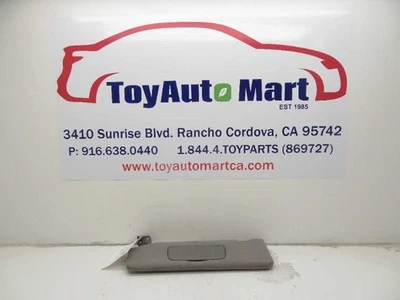 ToyAuto Mart
EST 1985
3410 Sunrise Blvd. Rancho Cordova, CA 95742
P: 916.638.0440 1.844.4.TOYPARTS (869727)
www.toyautomartca.com